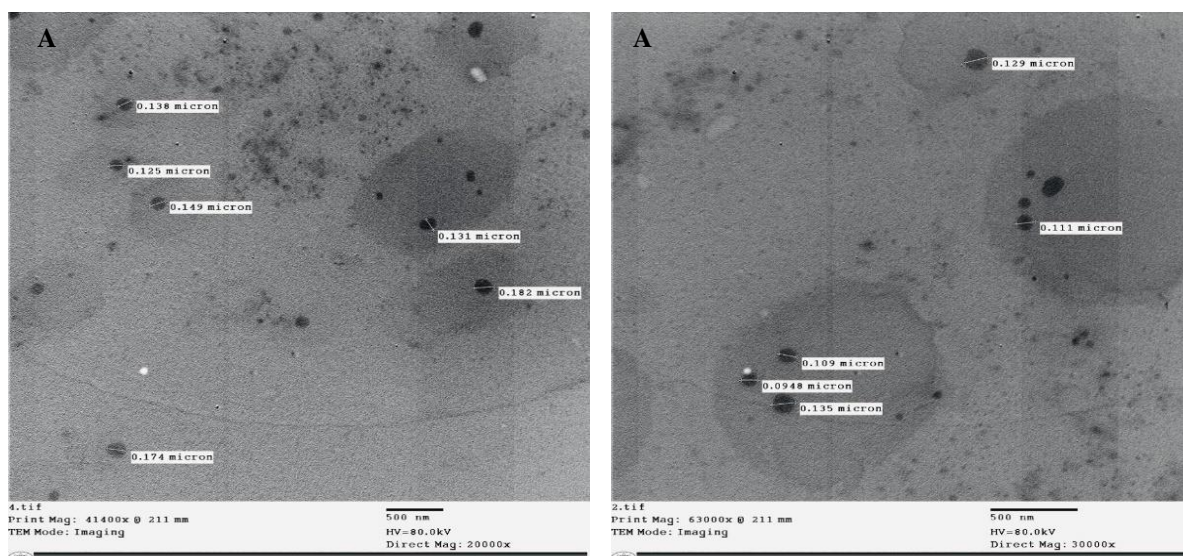 A
0.138 micron
0.125 micron
0.149 micron
0.131 micron
0.182 micron
0.174 micron
4.tif
Print Mag: 41400x @ 211 mm
TEM Mode: Imaging
500 nm
HV=80.0kV
Direct Mag: 20000x
A
0.129 micron
0.111 micron
0.109 micron
0.0948 micron
0.135 micron
2.tif
Print Mag: 63000x @ 211 mm
TEM Mode: Imaging
500 nm
HV=80.0kV
Direct Mag: 30000x